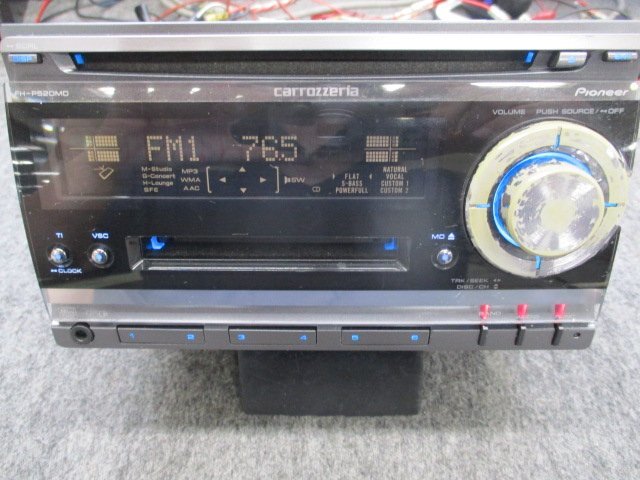 FH-P520MD
carrozzeria
Pioneer
VOLUME PUSH SOURCE/OFF
FM1 76.5
M-Studio MP3
G-Concert WMA
H-Lounge AAC
SFE
SW
FLAT NATURAL
S-BASS VOCAL
POWERFULL CUSTOM 1
CUSTOM 2
TI
VSC
CLOCK
MD
TRK/SEEK
DISC/CH
BAND
1 2 3 4 5 6